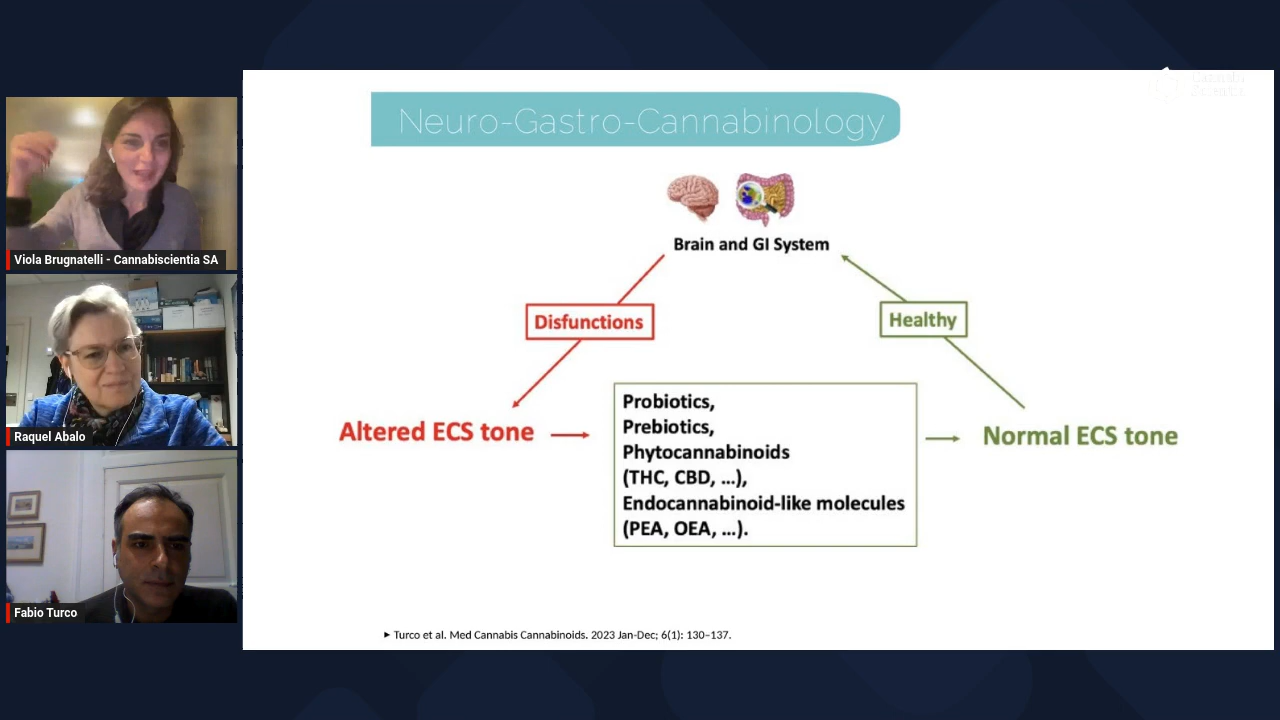 Cannabi
Scientia
Neuro-Gastro-Cannabinology
Brain and GI System
Disfunctions
Healthy
Altered ECS tone
Probiotics,
Prebiotics,
Phytocannabinoids
(THC, CBD, ...),
Endocannabinoid-like molecules
(PEA, OEA, ...).
Normal ECS tone
Turco et al. Med Cannabis Cannabinoids. 2023 Jan-Dec; 6(1): 130–137.
Viola Brugnatelli - Cannabiscientia SA
Raquel Abalo
Fabio Turco